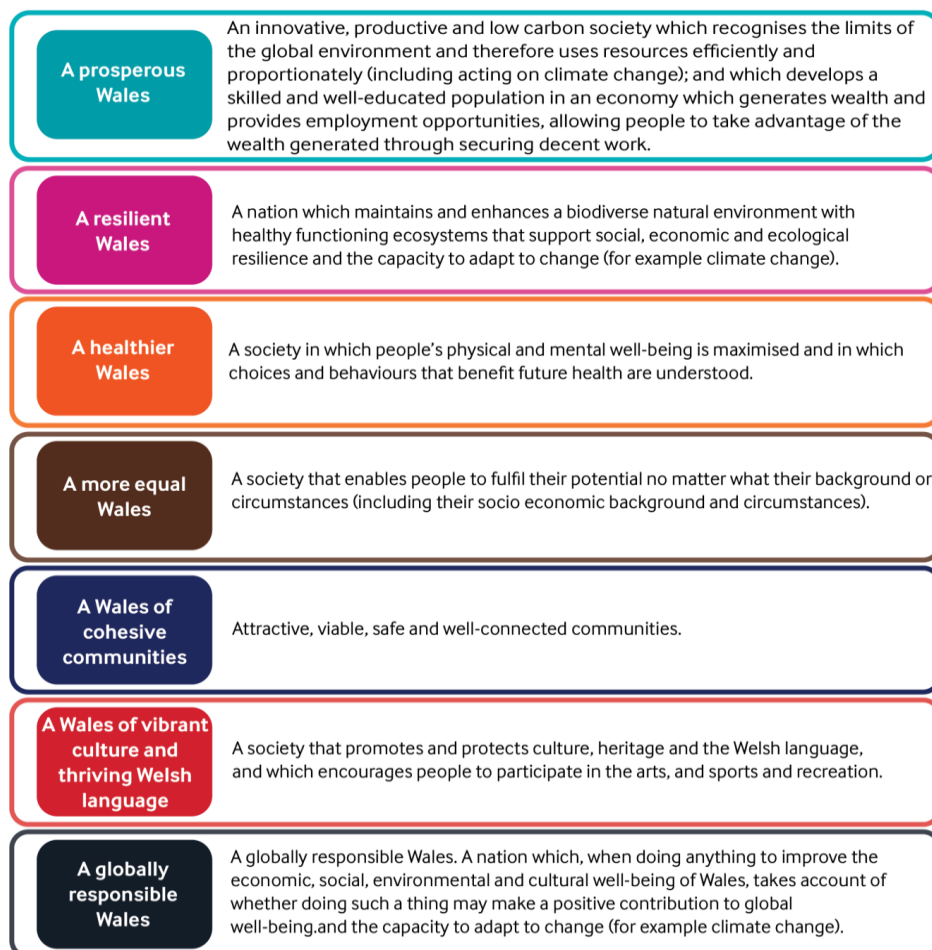 A prosperous
Wales
An innovative, productive and low carbon society which recognises the limits of
the global environment and therefore uses resources efficiently and
proportionately (including acting on climate change); and which develops a
skilled and well-educated population in an economy which generates wealth and
provides employment opportunities, allowing people to take advantage of the
wealth generated through securing decent work.
A resilient
Wales
A nation which maintains and enhances a biodiverse natural environment with
healthy functioning ecosystems that support social, economic and ecological
resilience and the capacity to adapt to change (for example climate change).
A healthier
Wales
A society in which people’s physical and mental well-being is maximised and in which
choices and behaviours that benefit future health are understood.
A more equal
Wales
A society that enables people to fulfil their potential no matter what their background or
circumstances (including their socio economic background and circumstances).
A Wales of
cohesive
communities
Attractive, viable, safe and well-connected communities.
A Wales of vibrant
culture and
thriving Welsh
language
A society that promotes and protects culture, heritage and the Welsh language,
and which encourages people to participate in the arts, and sports and recreation.
A globally
responsible
Wales
A globally responsible Wales. A nation which, when doing anything to improve the
economic, social, environmental and cultural well-being of Wales, takes account of
whether doing such a thing may make a positive contribution to global
well-being.and the capacity to adapt to change (for example climate change).